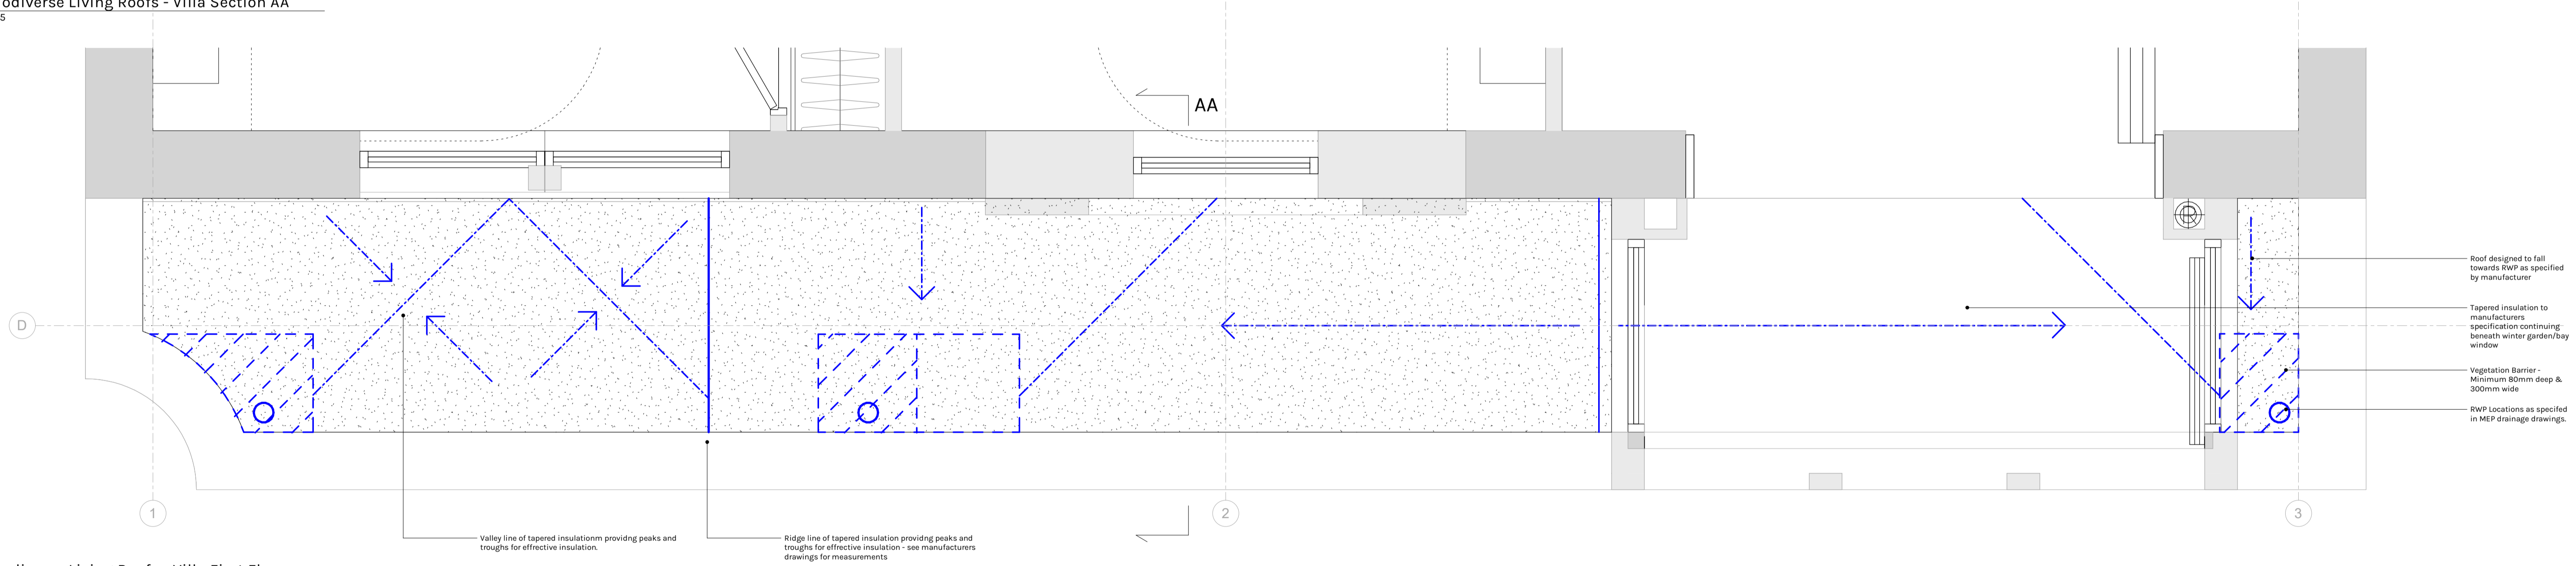 odiverse Living Roofs - Villa Section AA
5
AA
D
R
Roof designed to fall
towards RWP as specified
by manufacturer
Tapered insulation to
manufacturers
specification continuing
beneath winter garden/bay
window
Vegetation Barrier -
Minimum 80mm deep &
300mm wide
RWP Locations as specifed
in MEP drainage drawings.
1
2
3
Valley line of tapered insulationm providng peaks and
troughs for effrective insulation.
Ridge line of tapered insulation providng peaks and
troughs for effrective insulation - see manufacturers
drawings for measurements